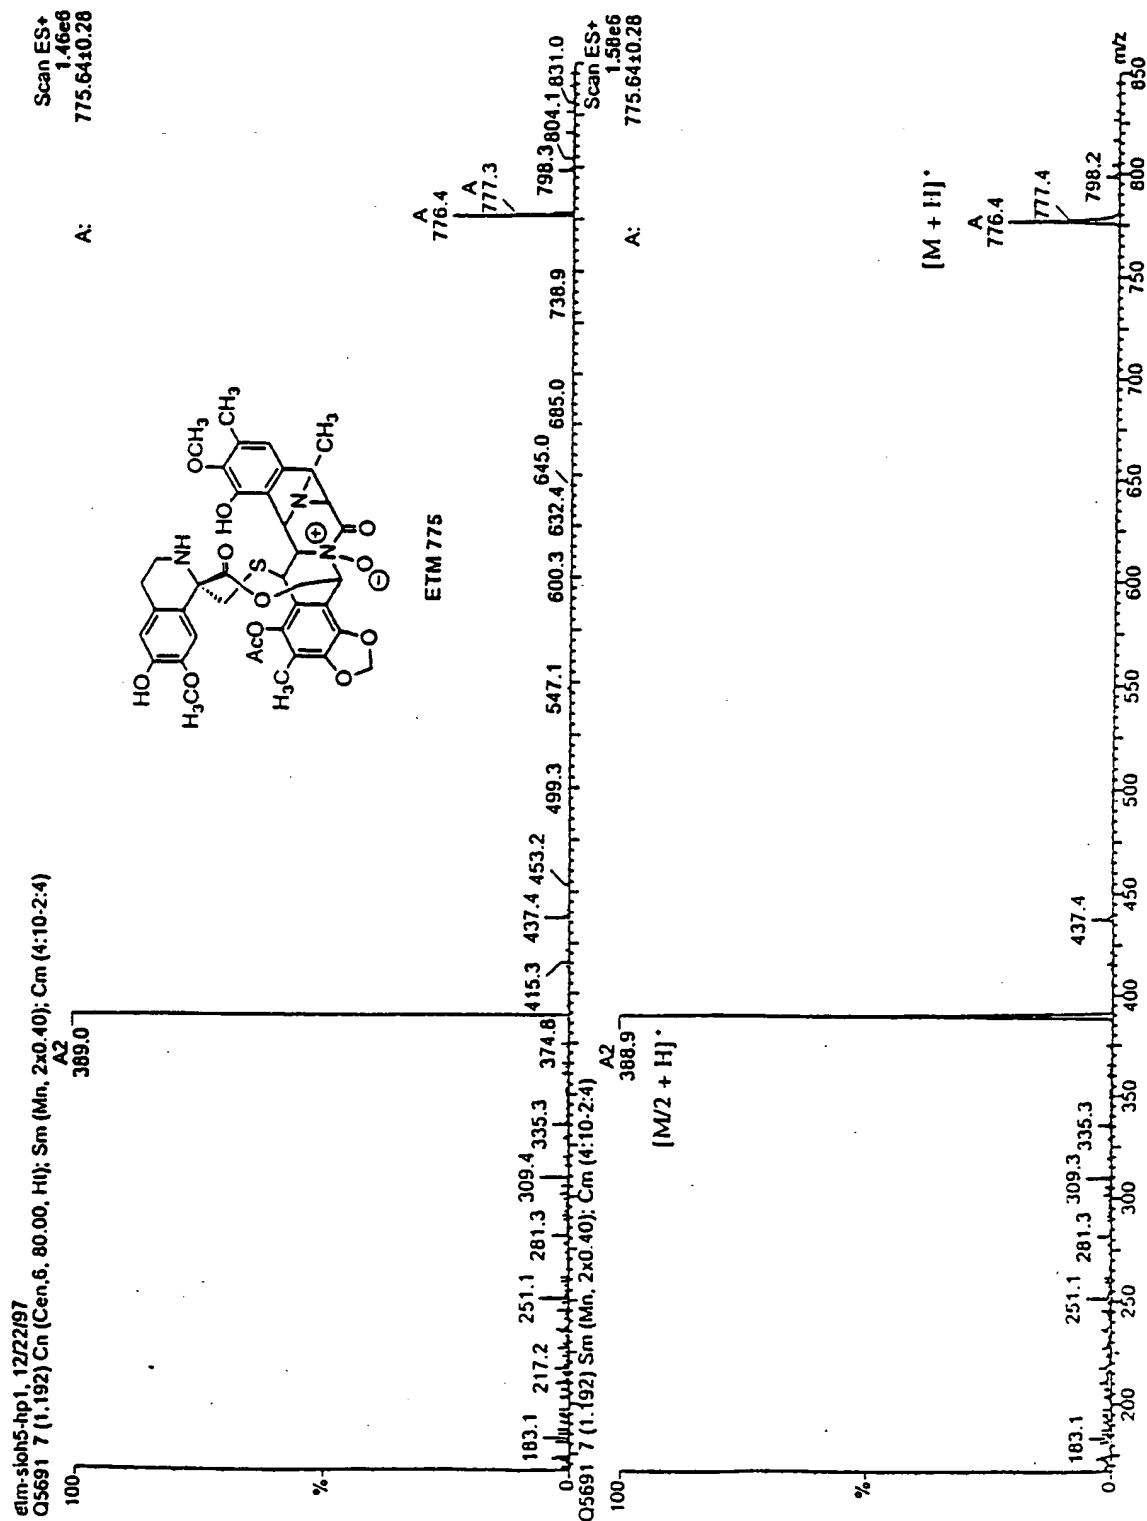 etm-sloh5-hp1, 12/22/97
Q5691 7 (1.192) Cn (Cen,6, 80.00, Ht); Sm (Mn, 2x0.40); Cm (4:10-2:4)
Scan ES+
1.46e6
A: 775.64±0.28
100
%
0
A2
389.0
183.1
217.2
251.1
281.3
309.4
335.3
374.8
415.3
437.4
453.2
499.3
547.1
600.3
632.4
645.0
685.0
738.9
A
776.4
A
777.3
798.3
804.1
831.0
HO
H3CO
NH
O
O
S
HO
OCH3
CH3
N
CH3
⊕
N
O
O
⊖
AcO
H3C
O
O
ETM 775
Q5691 7 (1.192) Sm (Mn, 2x0.40); Cm (4:10-2:4)
Scan ES+
1.58e6
A: 775.64±0.28
100
%
0
A2
388.9
[M/2 + H]+
183.1
251.1
281.3
309.3
335.3
437.4
[M + H]+
A
776.4
777.4
798.2
200 250 300 350 400 450 500 550 600 650 700 750 800 850
m/z